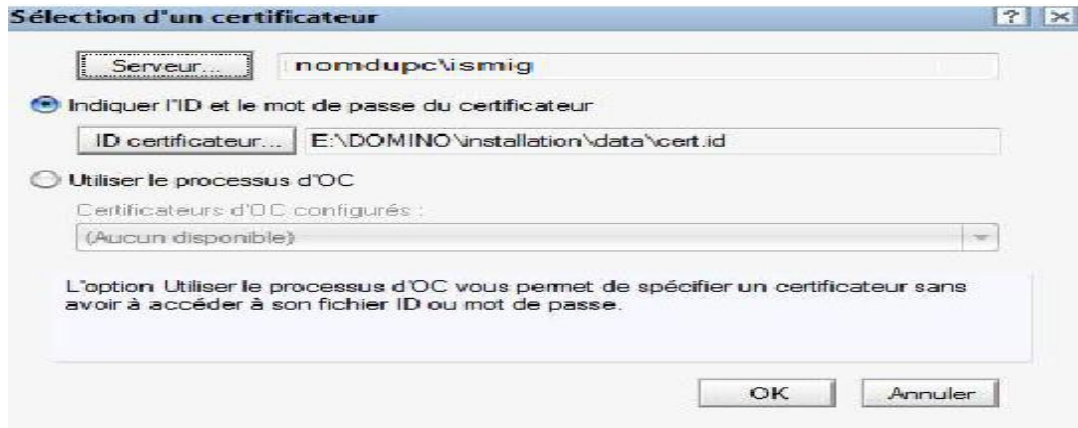 Sélection d'un certificateur
Serveur... nomdupc\ismig
Indiquer l'ID et le mot de passe du certificateur
ID certificateur... E:\DOMINO\installation\data\cert.id
Utiliser le processus d'OC
Certificateurs d'OC configurés :
(Aucun disponible)
L'option Utiliser le processus d'OC vous permet de spécifier un certificateur sans
avoir à accéder à son fichier ID ou mot de passe.
OK Annuler